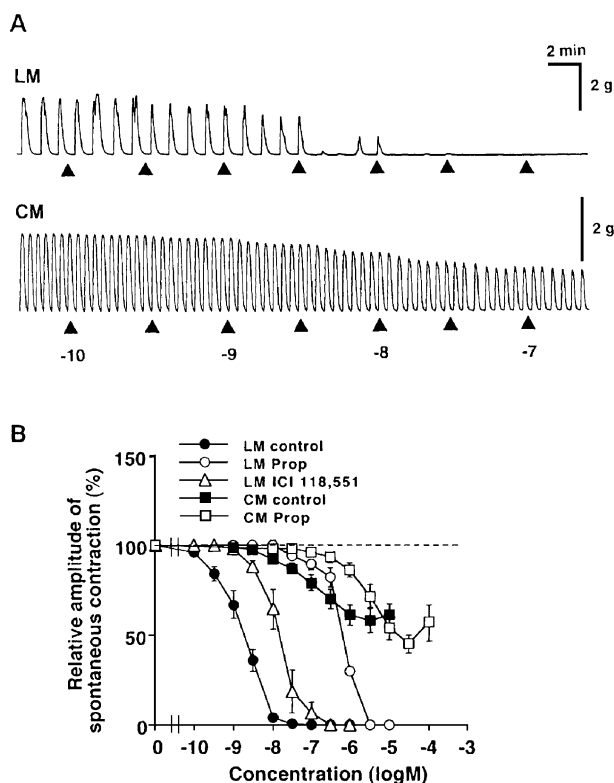 A
2 min
LM
2 g
CM
2 g
-10 -9 -8 -7
B
LM control
LM Prop
LM ICI 118,551
CM control
CM Prop
Relative amplitude of
spontaneous contraction (%)
150
100
50
0
0 -10 -9 -8 -7 -6 -5 -4 -3
Concentration (logM)